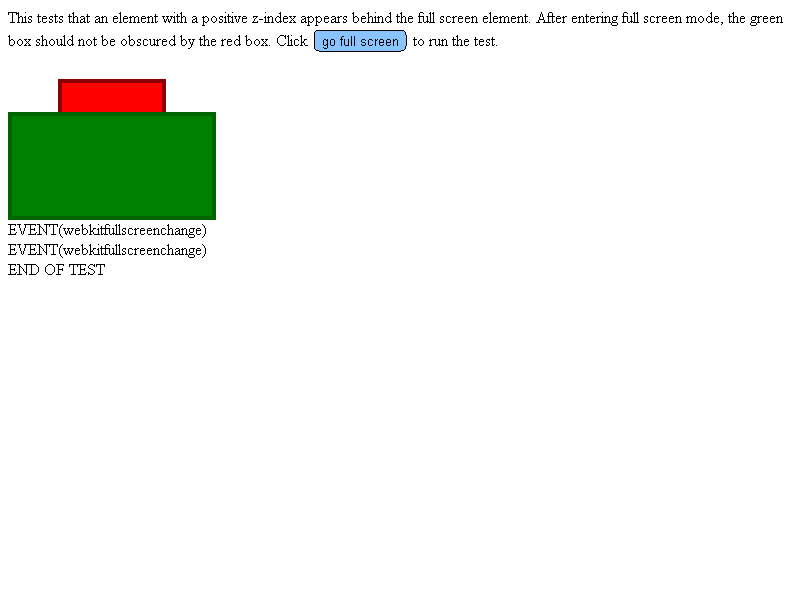 This tests that an element with a positive z-index appears behind the full screen element. After entering full screen mode, the green
box should not be obscured by the red box. Click go full screen to run the test.
EVENT(webkitfullscreenchange)
EVENT(webkitfullscreenchange)
END OF TEST